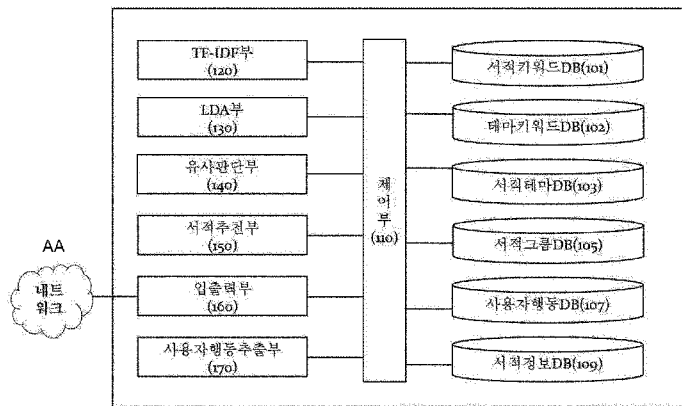 TF-IDF부
(120)
LDA부
(130)
유사판단부
(140)
서적추천부
(150)
입출력부
(160)
사용자행동추출부
(170)
제
어
부
(110)
서적키워드DB(101)
테마키워드DB(102)
서적테마DB(103)
서적그룹DB(105)
사용자행동DB(107)
서적정보DB(109)
AA
네트
워크